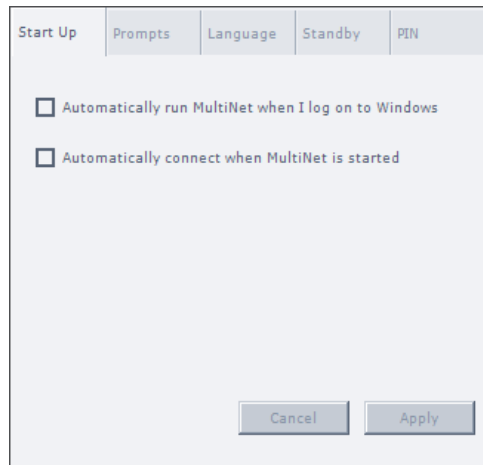 Start Up Prompts Language Standby PIN
Automatically run MultiNet when I log on to Windows
Automatically connect when MultiNet is started
Cancel Apply